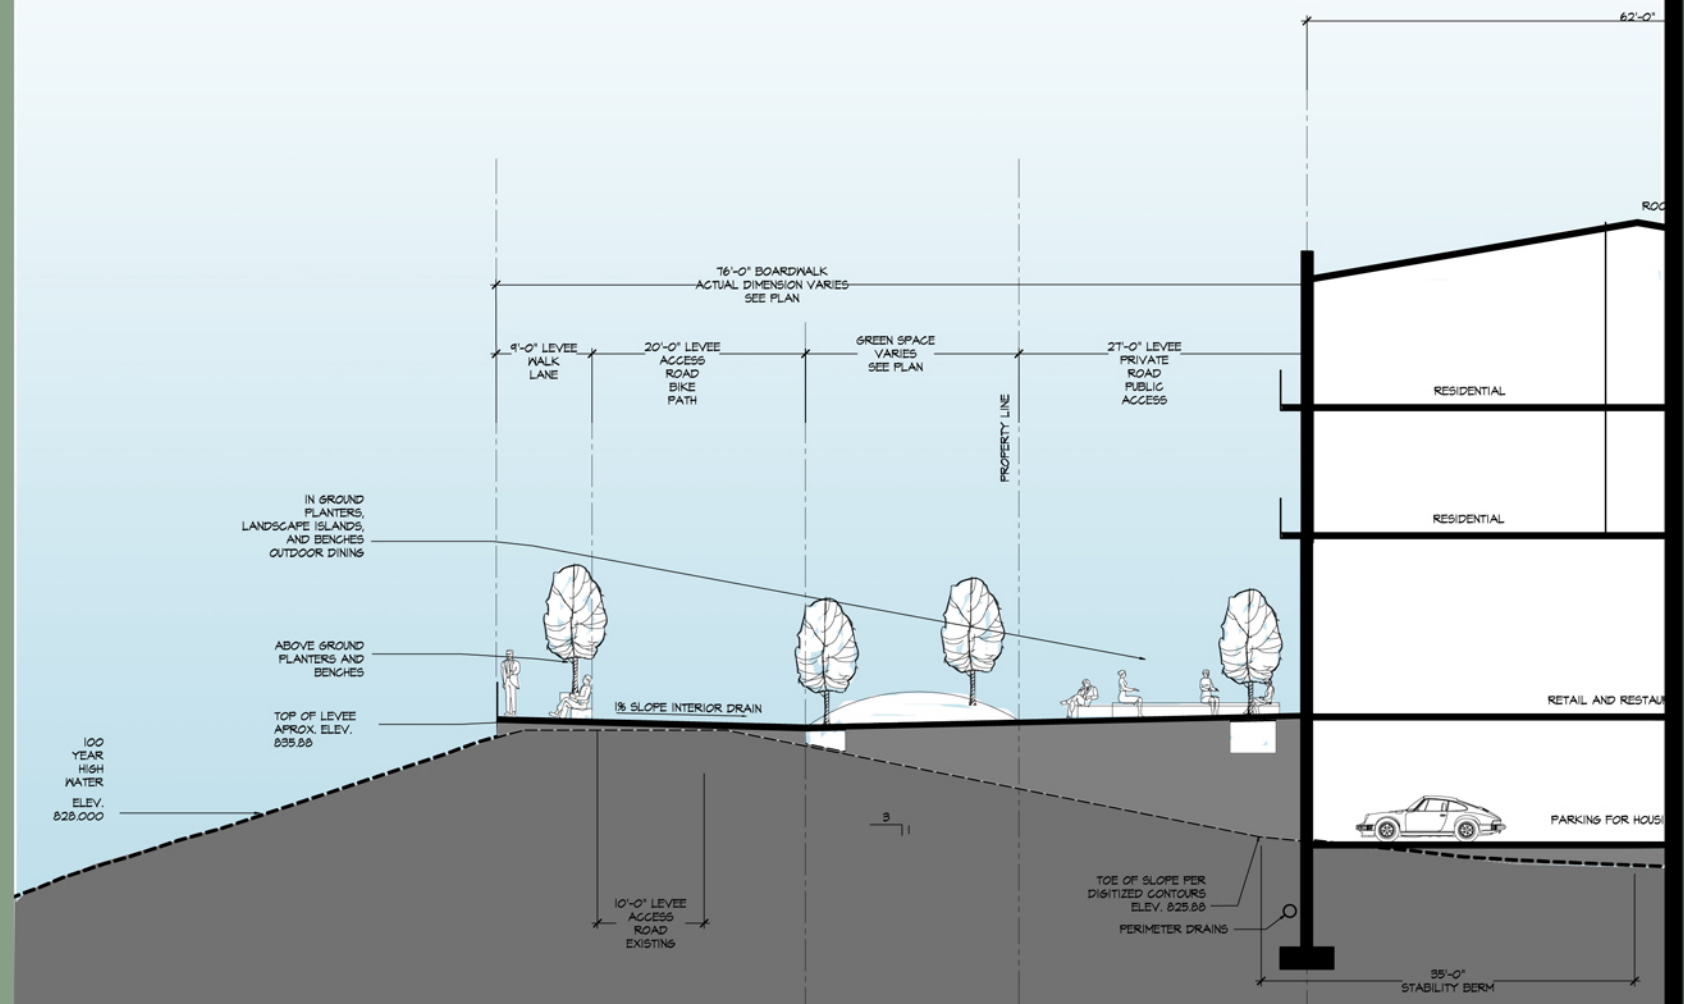 62'-0"
76'-0" BOARDWALK
ACTUAL DIMENSION VARIES
SEE PLAN
9'-0" LEVEE
WALK
LANE
20'-0" LEVEE
ACCESS
ROAD
BIKE
PATH
GREEN SPACE
VARIES
SEE PLAN
27'-0" LEVEE
PRIVATE
ROAD
PUBLIC
ACCESS
PROPERTY LINE
RESIDENTIAL
RESIDENTIAL
IN GROUND
PLANTERS,
LANDSCAPE ISLANDS,
AND BENCHES
OUTDOOR DINING
ABOVE GROUND
PLANTERS AND
BENCHES
TOP OF LEVEE
APROX. ELEV.
835.88
1% SLOPE INTERIOR DRAIN
RETAIL AND
100
YEAR
HIGH
WATER
ELEV.
828.000
3
1
PARKING FOR
TOE OF SLOPE PER
DIGITIZED CONTOURS
ELEV. 825.88
PERIMETER DRAINS
10'-0" LEVEE
ACCESS
ROAD
EXISTING
35'-0"
STABILITY BERM